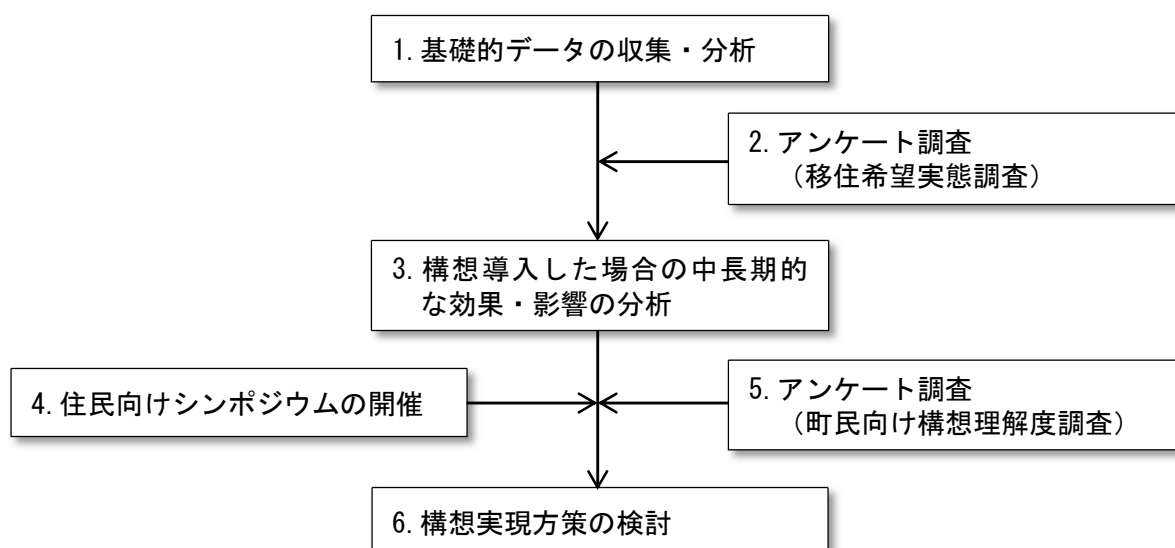 1.基礎的データの収集・分析
2.アンケート調査
（移住希望実態調査）
3.構想導入した場合の中長期的
な効果・影響の分析
4.住民向けシンポジウムの開催
5.アンケート調査
（町民向け構想理解度調査）
6.構想実現方策の検討